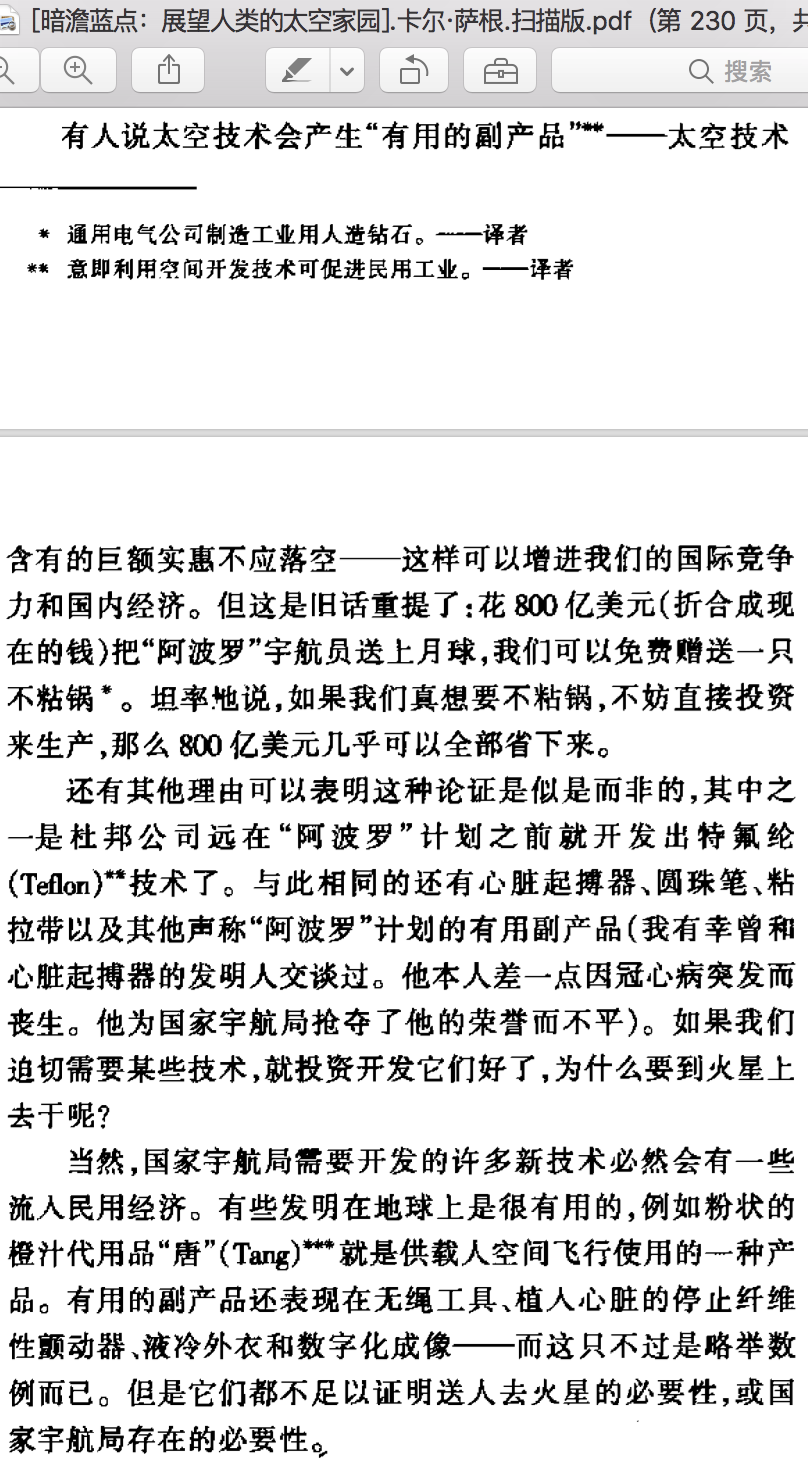 [暗澹蓝点：展望人类的太空家园].卡尔·萨根.扫描版.pdf（第 230 页，共
搜索
有人说太空技术会产生“有用的副产品”**——太空技术
* 通用电气公司制造工业用人造钻石。——译者
** 意即利用空间开发技术可促进民用工业。——译者
含有的巨额实惠不应落空——这样可以增进我们的国际竞争
力和国内经济。但这是旧话重提了:花 800 亿美元(折合成现
在的钱)把“阿波罗”宇航员送上月球,我们可以免费赠送一只
不粘锅*。坦率地说,如果我们真想要不粘锅,不妨直接投资
来生产,那么 800 亿美元几乎可以全部省下来。
还有其他理由可以表明这种论证是似是而非的,其中之
一是杜邦公司远在“阿波罗”计划之前就开发出特氟纶
(Teflon)**技术了。与此相同的还有心脏起搏器、圆珠笔、粘
拉带以及其他声称“阿波罗”计划的有用副产品(我有幸曾和
心脏起搏器的发明人交谈过。他本人差一点因冠心病突发而
丧生。他为国家宇航局抢夺了他的荣誉而不平)。如果我们
迫切需要某些技术,就投资开发它们好了,为什么要到火星上
去干呢?
当然,国家宇航局需要开发的许多新技术必然会有一些
流入民用经济。有些发明在地球上是很有用的,例如粉状的
橙汁代用品“唐”(Tang)***就是供载人空间飞行使用的一种产
品。有用的副产品还表现在无绳工具、植人心脏的停止纤维
性颤动器、液冷外衣和数字化成像——而这只不过是略举数
例而已。但是它们都不足以证明送人去火星的必要性,或国
家宇航局存在的必要性。